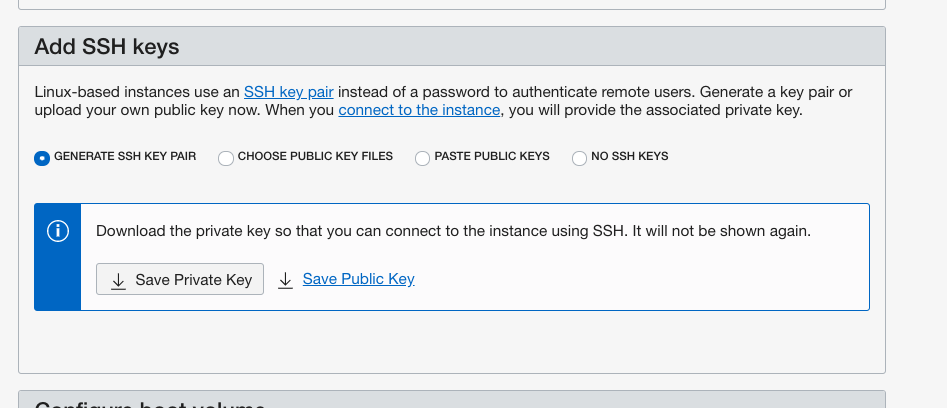 Add SSH keys
Linux-based instances use an SSH key pair instead of a password to authenticate remote users. Generate a key pair or
upload your own public key now. When you connect to the instance, you will provide the associated private key.
GENERATE SSH KEY PAIR CHOOSE PUBLIC KEY FILES PASTE PUBLIC KEYS NO SSH KEYS
Download the private key so that you can connect to the instance using SSH. It will not be shown again.
Save Private Key Save Public Key
Configure boot volume